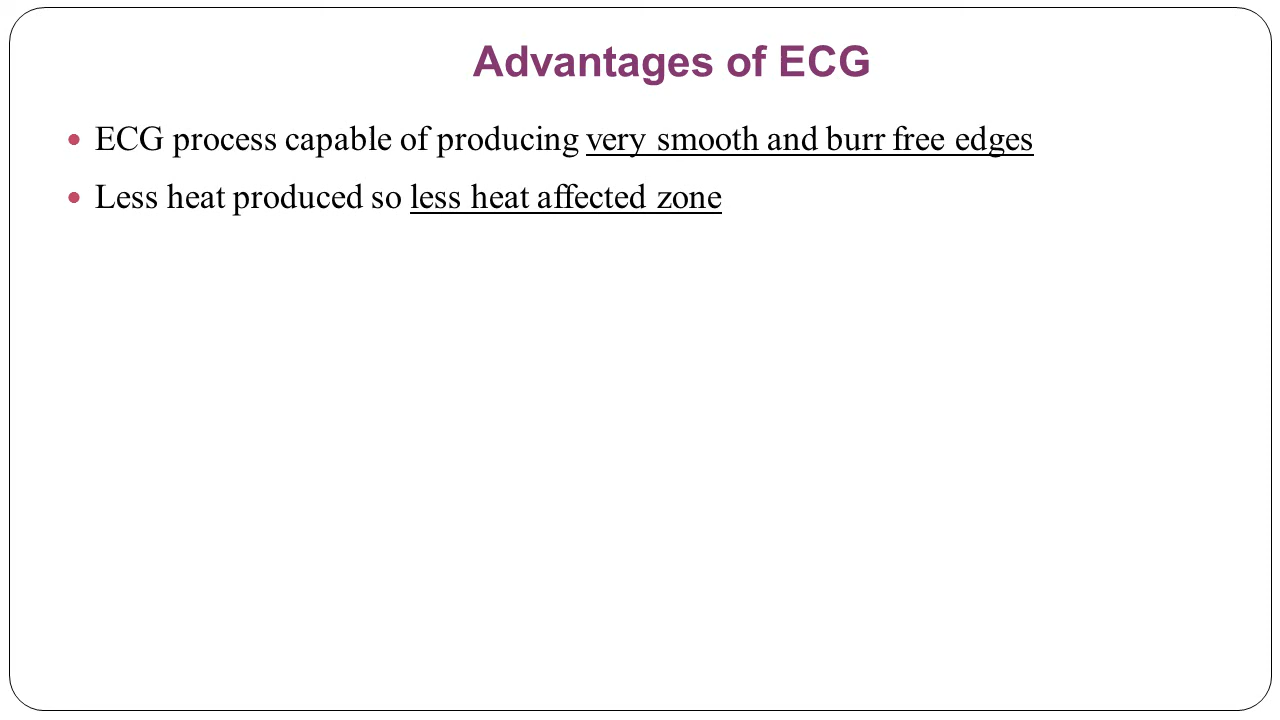 Advantages of ECG
• ECG process capable of producing very smooth and burr free edges
• Less heat produced so less heat affected zone